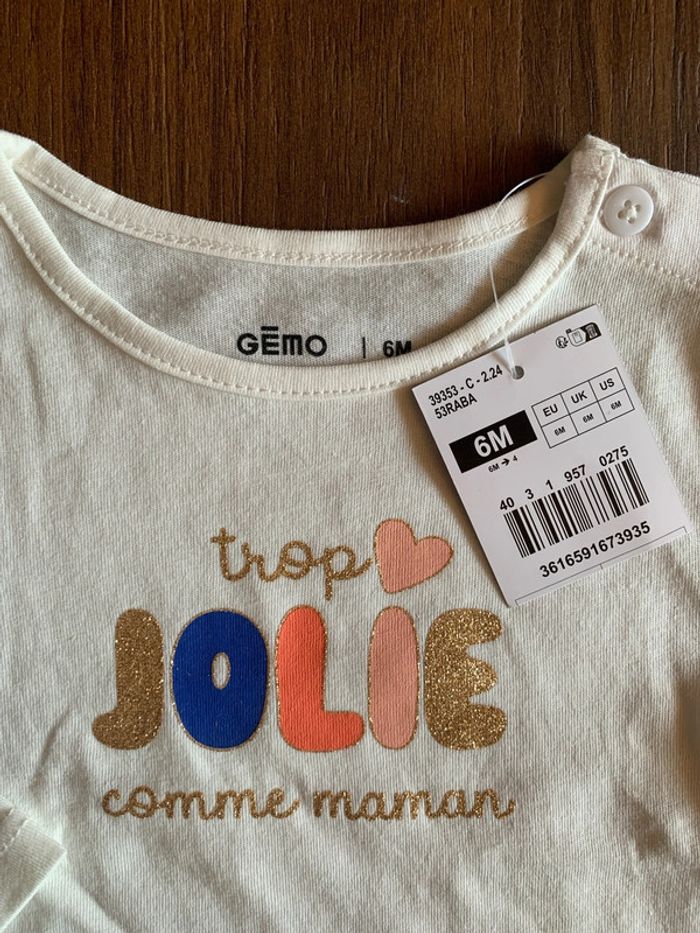 GĒMO | 6M
39353 - C - 2.24
53RABA
6M
6M → 4
EU UK US
6M 6M 6M
40 3 1 957 0275
3616591673935
trop
JOLIE
comme maman